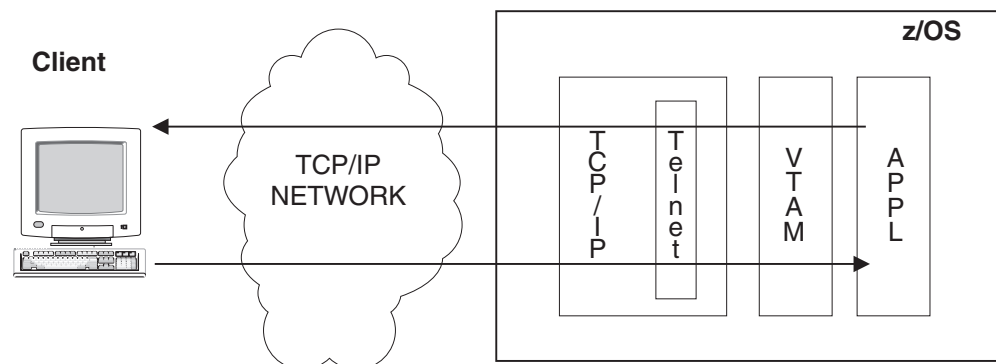 z/OS
Client
TCP/IP
NETWORK
TCP/IP
Telnet
VTAM
APPL